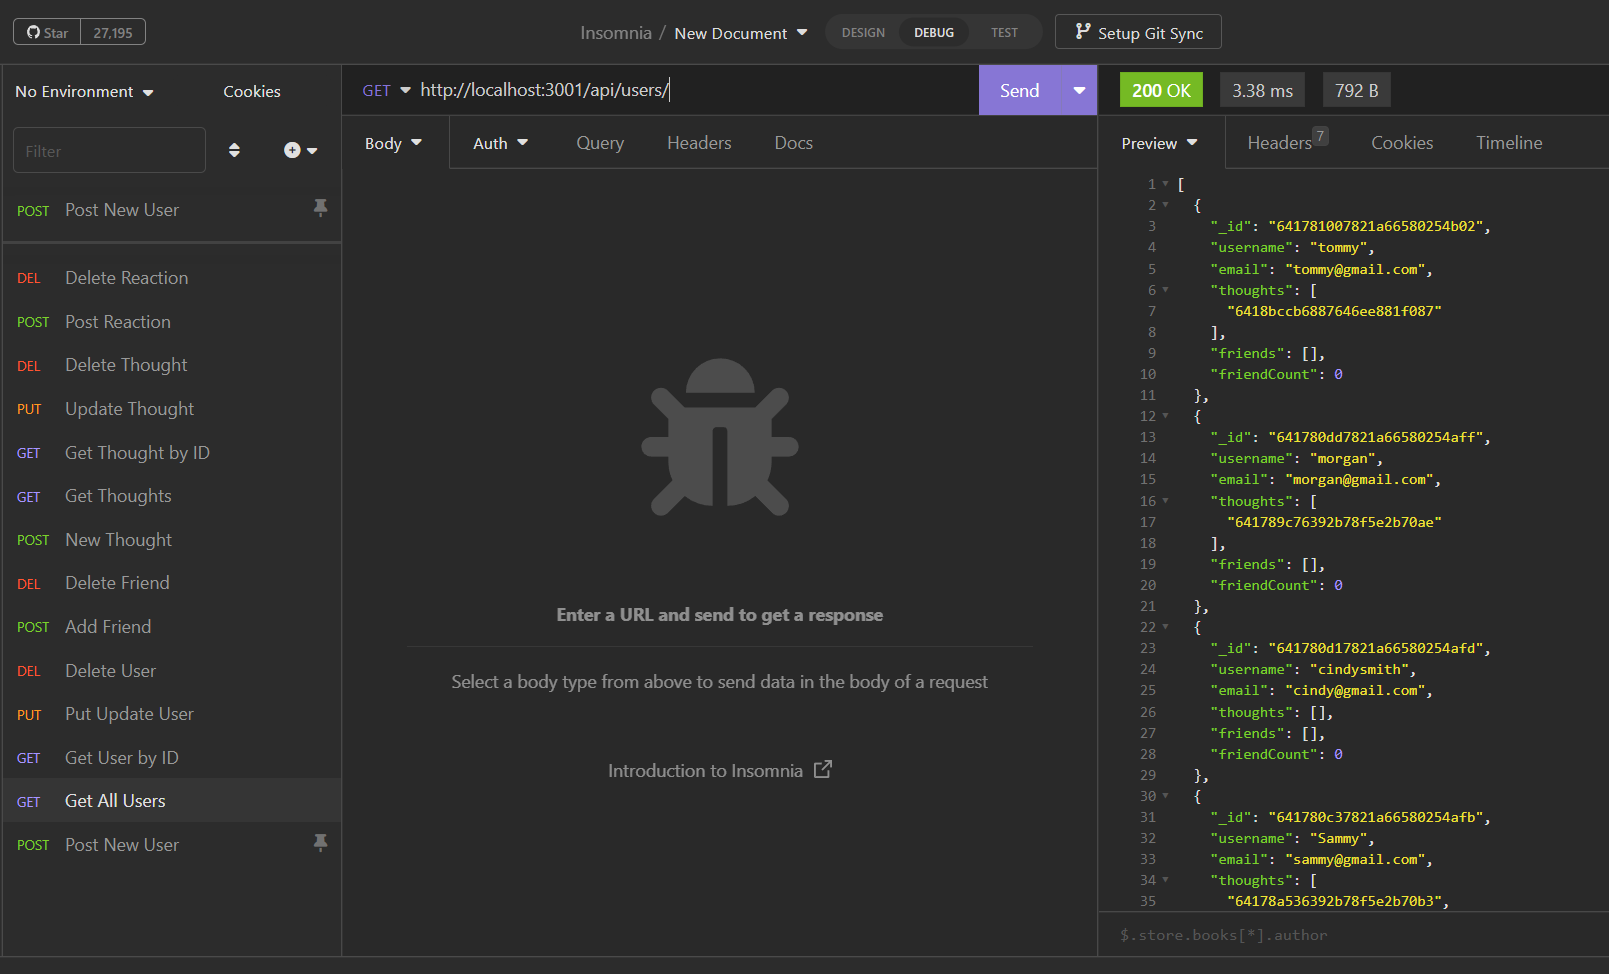 Star 27,195
Insomnia / New Document
DESIGN DEBUG TEST
Setup Git Sync
No Environment
Cookies
Filter
POST Post New User
DEL Delete Reaction
POST Post Reaction
DEL Delete Thought
PUT Update Thought
GET Get Thought by ID
GET Get Thoughts
POST New Thought
DEL Delete Friend
POST Add Friend
DEL Delete User
PUT Put Update User
GET Get User by ID
GET Get All Users
POST Post New User
GET http://localhost:3001/api/users/
Send
Body Auth Query Headers Docs
Enter a URL and send to get a response
Select a body type from above to send data in the body of a request
Introduction to Insomnia
200 OK 3.38 ms 792 B
Preview Headers 7 Cookies Timeline
1 [
2 {
3 "_id": "641781007821a66580254b02",
4 "username": "tommy",
5 "email": "tommy@gmail.com",
6 "thoughts": [
7 "6418bccb6887646ee881f087"
8 ],
9 "friends": [],
10 "friendCount": 0
11 },
12 {
13 "_id": "641780dd7821a66580254aff",
14 "username": "morgan",
15 "email": "morgan@gmail.com",
16 "thoughts": [
17 "641789c76392b78f5e2b70ae"
18 ],
19 "friends": [],
20 "friendCount": 0
21 },
22 {
23 "_id": "641780d17821a66580254afd",
24 "username": "cindysmith",
25 "email": "cindy@gmail.com",
26 "thoughts": [],
27 "friends": [],
28 "friendCount": 0
29 },
30 {
31 "_id": "641780c37821a66580254afb",
32 "username": "Sammy",
33 "email": "sammy@gmail.com",
34 "thoughts": [
35 "64178a536392b78f5e2b70b3",
$.store.books[*].author